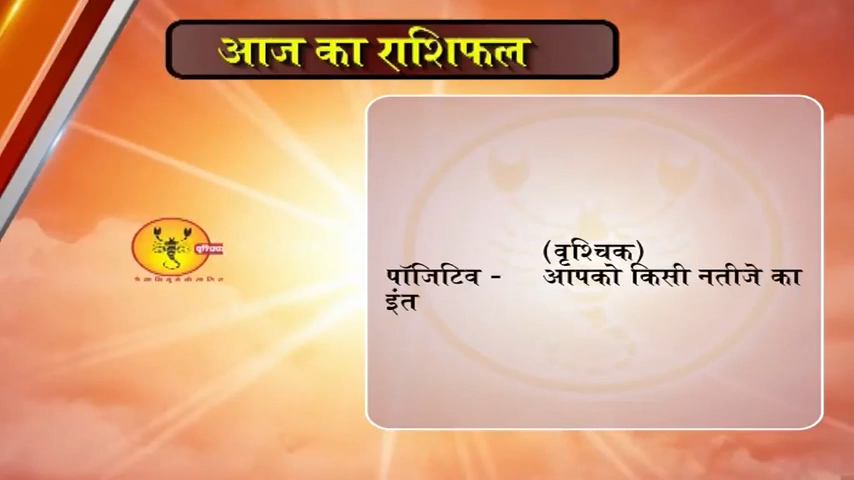 आज का राशिफल
(वृश्चिक)
पॉजिटिव - आपको किसी नतीजे का
इंत
वृश्चिक